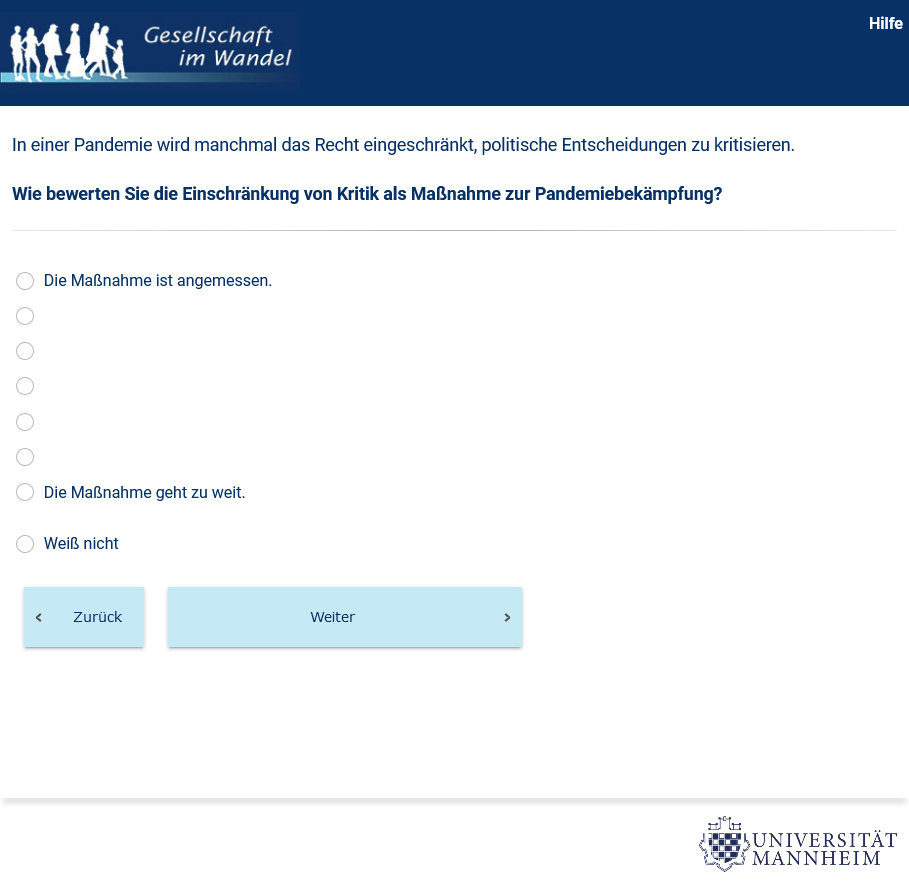 Gesellschaft
im Wandel
Hilfe
In einer Pandemie wird manchmal das Recht eingeschränkt, politische Entscheidungen zu kritisieren.
Wie bewerten Sie die Einschränkung von Kritik als Maßnahme zur Pandemiebekämpfung?
Die Maßnahme ist angemessen.
Die Maßnahme geht zu weit.
Weiß nicht
Zurück
Weiter
UNIVERSITÄT
MANNHEIM